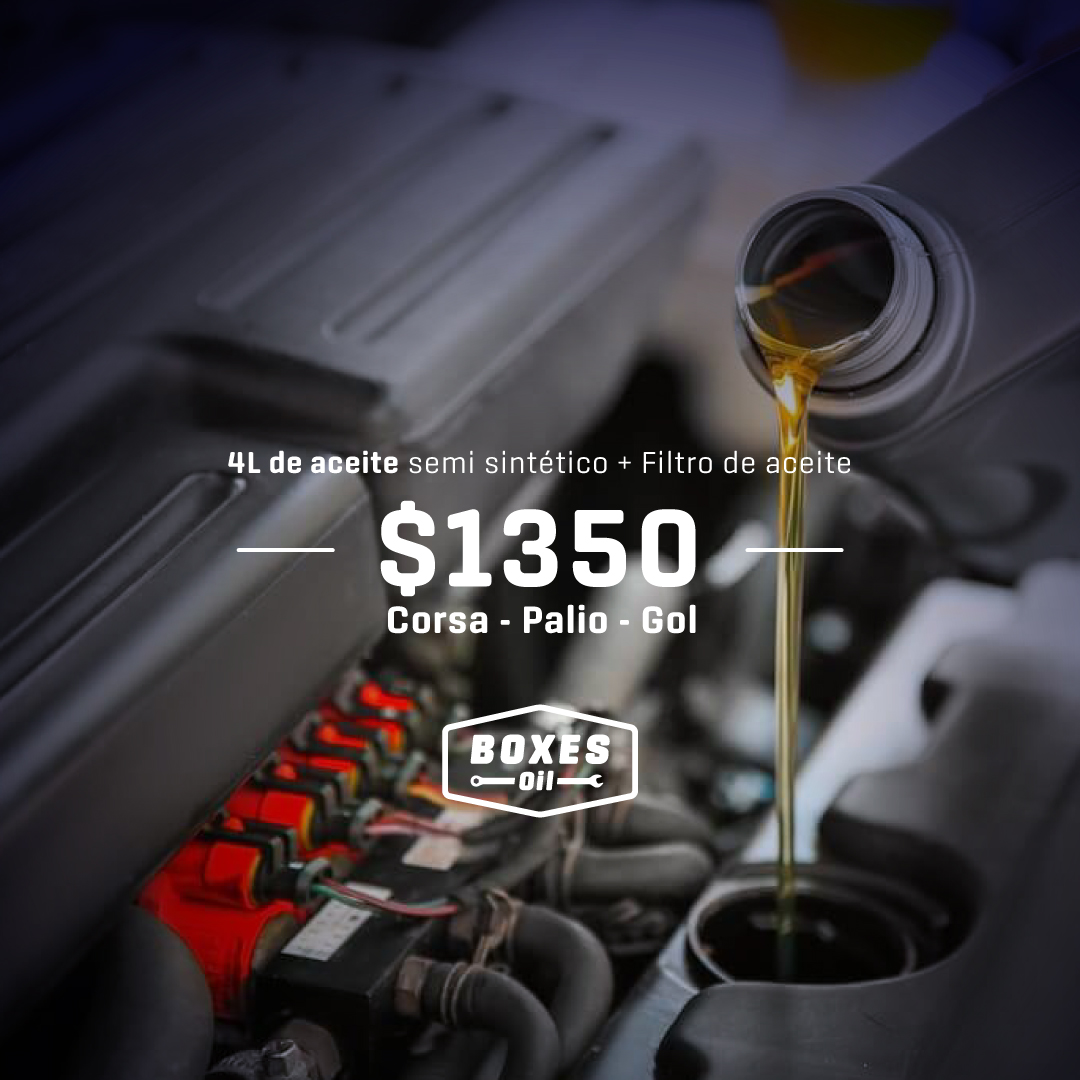 4L de aceite semi sintético + Filtro de aceite
$1350
Corsa - Palio - Gol
BOXES
Oil